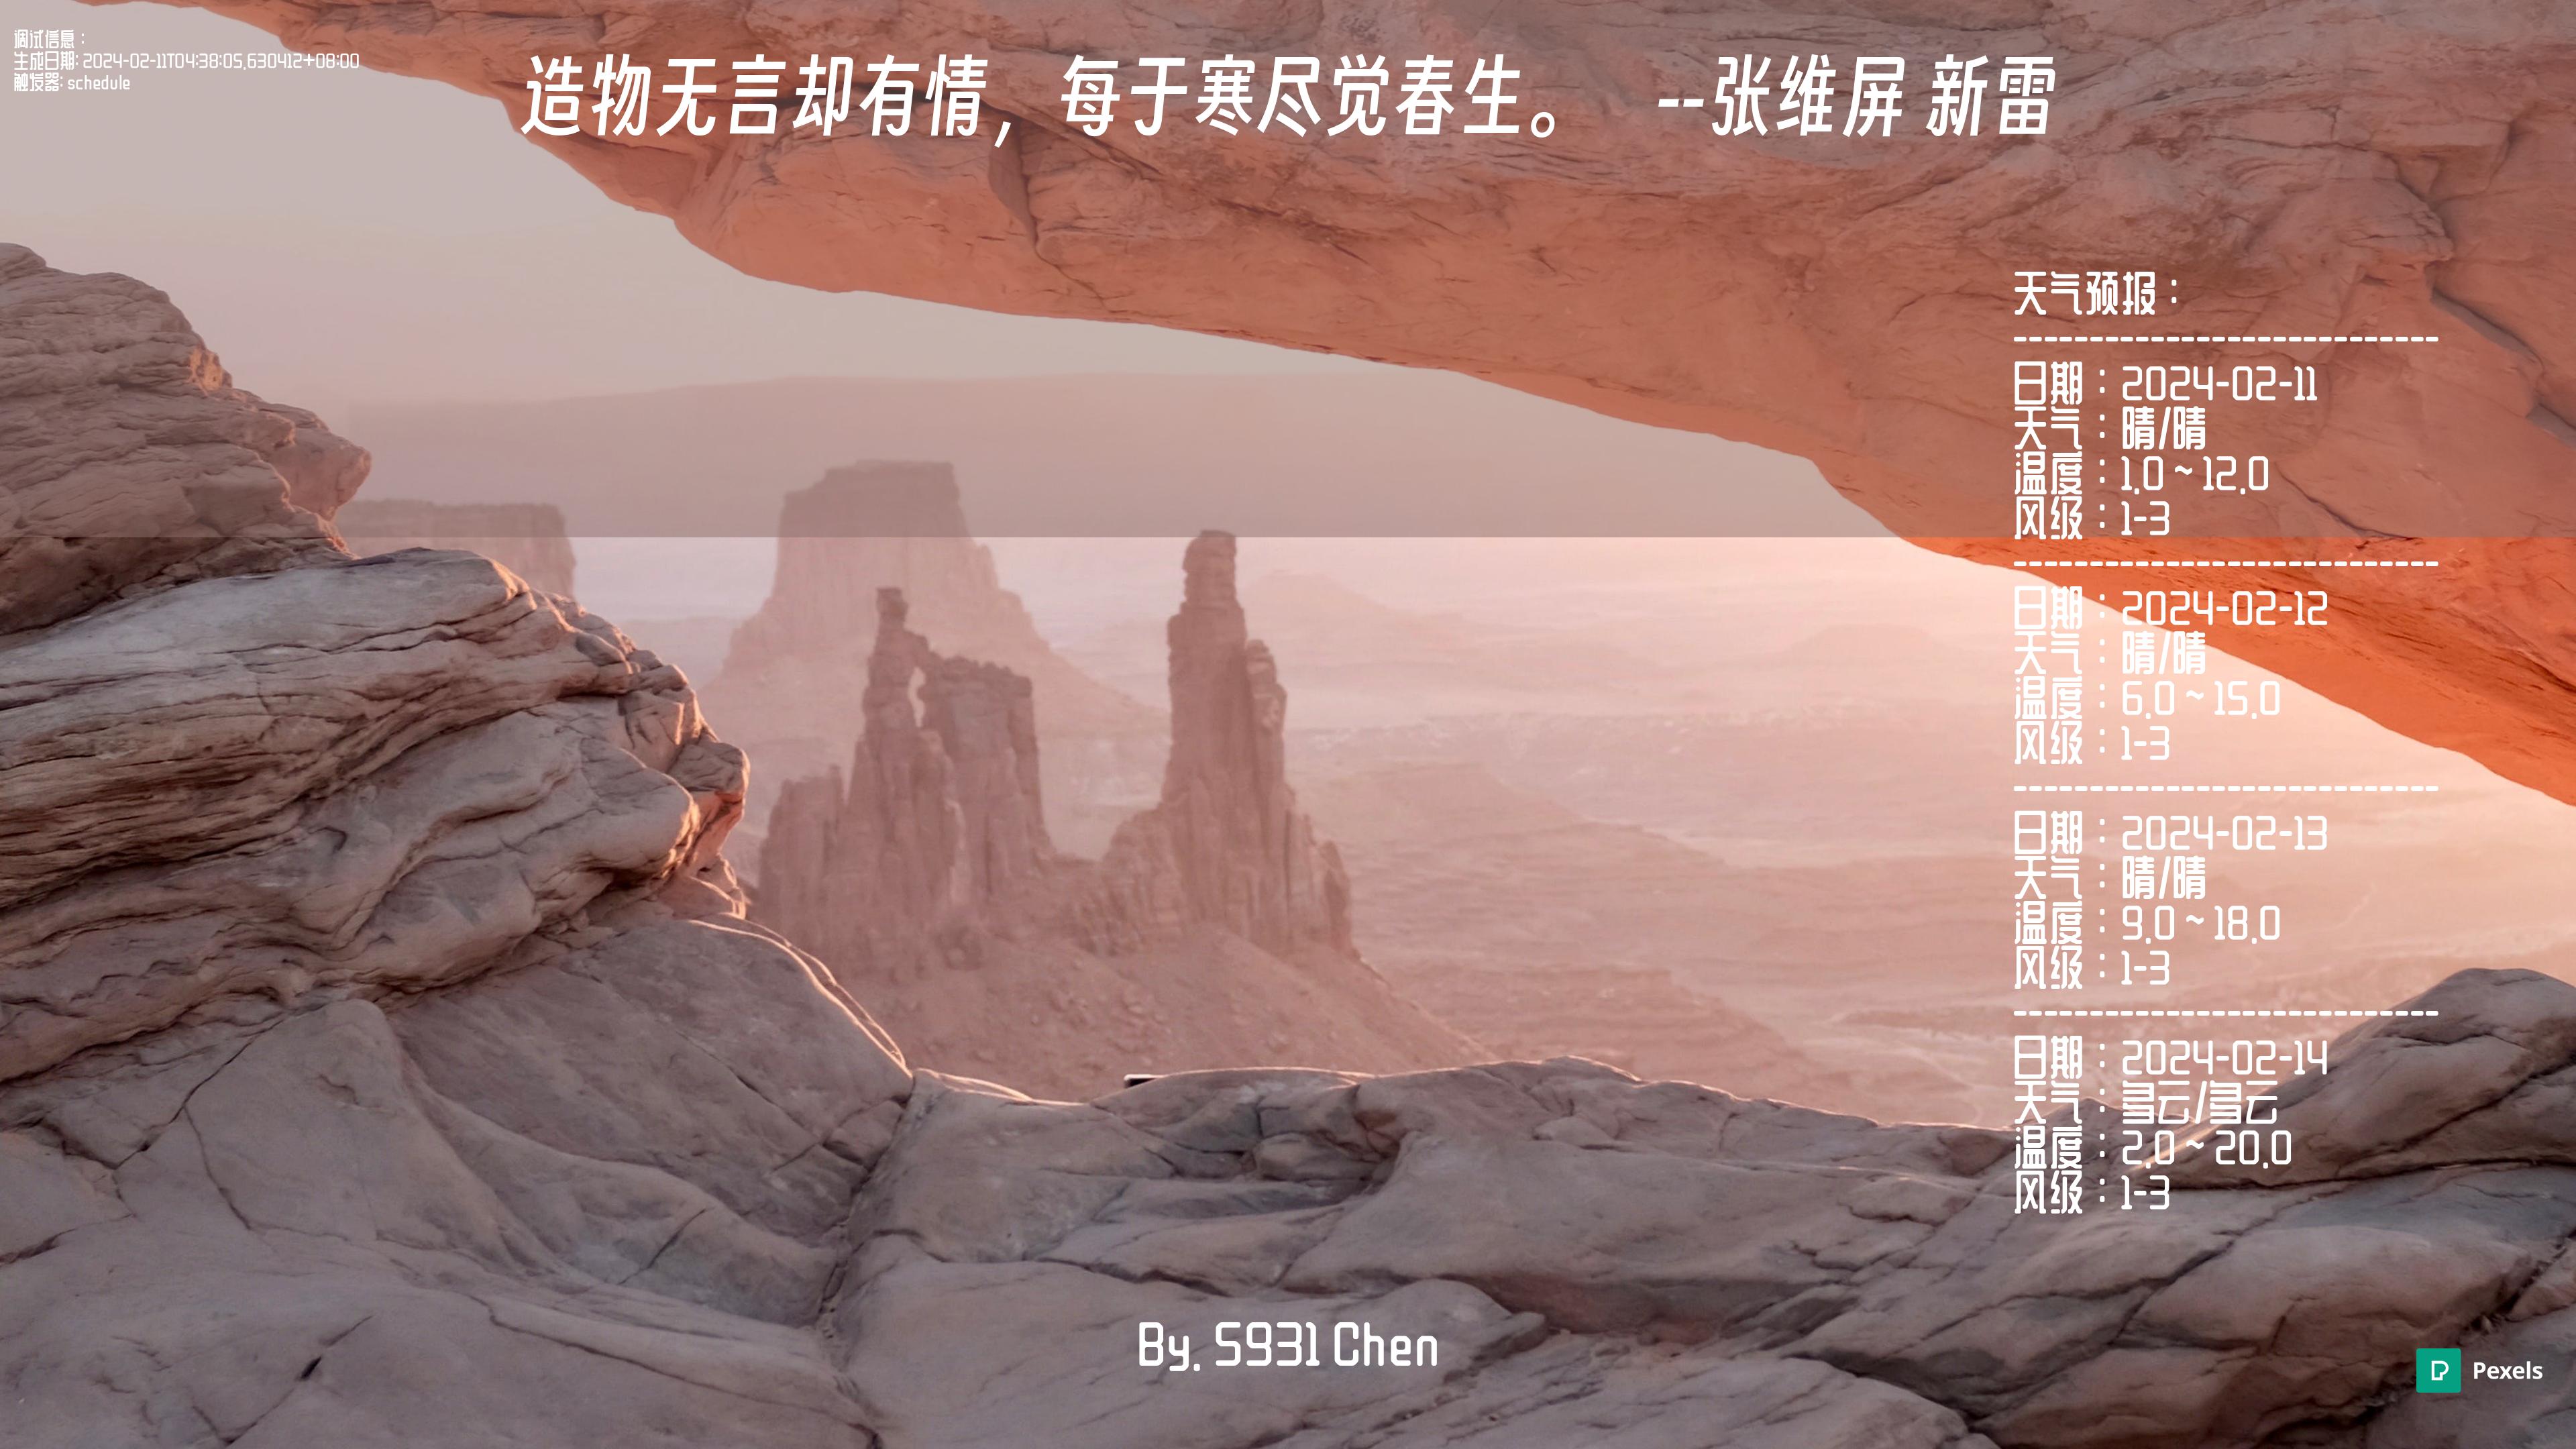 调试信息：
生成日期: 2024-02-11T04:38:05.630412+08:00
触发器: schedule
造物无言却有情，每于寒尽觉春生。 --张维屏 新雷
天气预报：
----------------------------
日期：2024-02-11
天气：晴/晴
温度：1.0 ~ 12.0
风级：1-3
----------------------------
日期：2024-02-12
天气：晴/晴
温度：6.0 ~ 15.0
风级：1-3
----------------------------
日期：2024-02-13
天气：晴/晴
温度：9.0 ~ 18.0
风级：1-3
----------------------------
日期：2024-02-14
天气：多云/多云
温度：2.0 ~ 20.0
风级：1-3
By. S931 Chen
Pexels